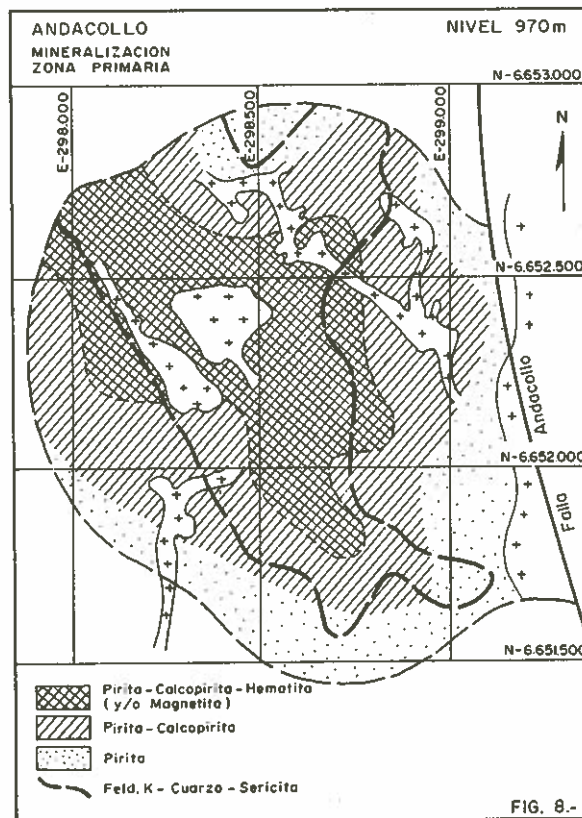 ANDACOLLO
NIVEL 970m
MINERALIZACION
ZONA PRIMARIA
N-6.653.000
E-298.000
E-298.500
E-299.000
N
N-6.652.500
Andacollo
N-6.652.000
Falla
N-6.651.500
Pirita-Calcopirita-Hematita
(y/o Magnetita)
Pirita-Calcopirita
Pirita
Feld. K - Cuarzo - Sericita
FIG. 8.-